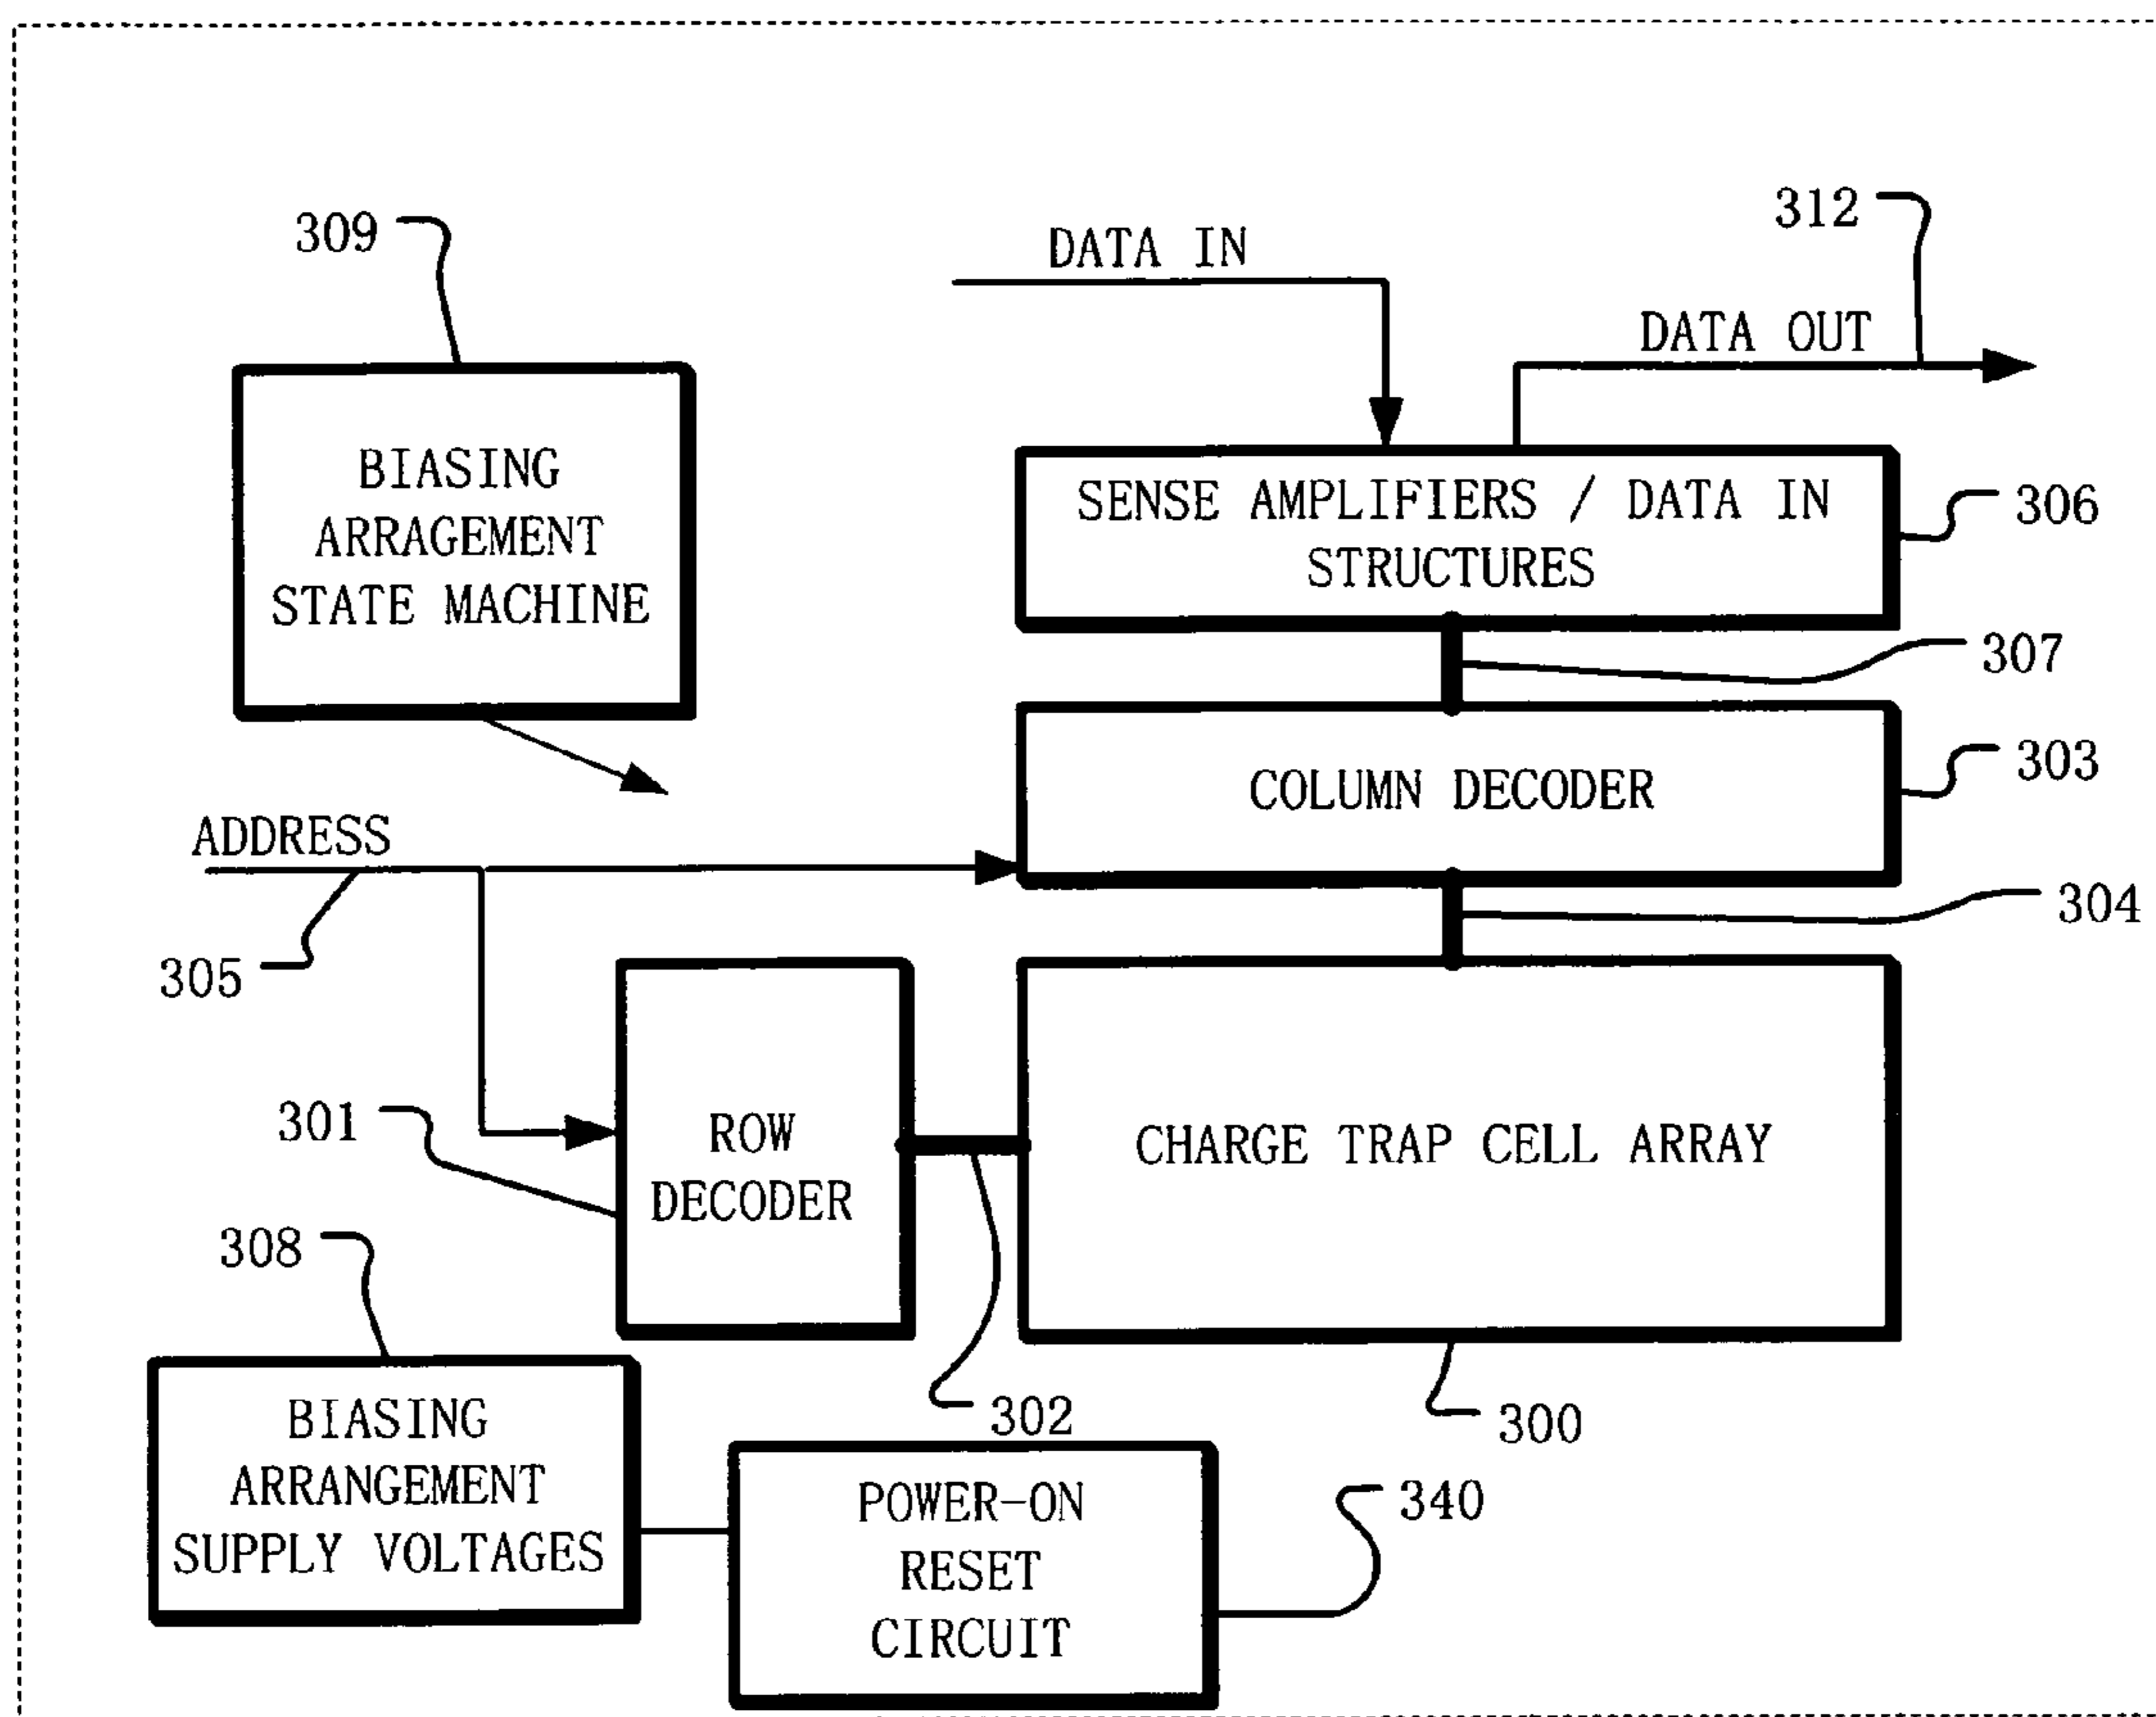 309
DATA IN
312
DATA OUT
BIASING
ARRAGEMENT
STATE MACHINE
SENSE AMPLIFIERS / DATA IN
STRUCTURES
306
307
COLUMN DECODER
303
ADDRESS
304
305
301
ROW
DECODER
CHARGE TRAP CELL ARRAY
308
302
300
BIASING
ARRANGEMENT
SUPPLY VOLTAGES
POWER-ON
RESET
CIRCUIT
340